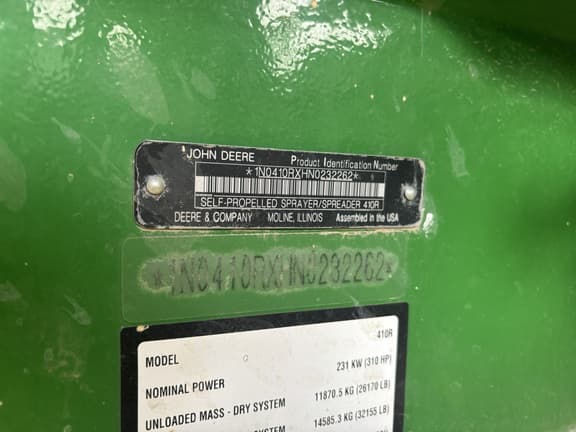 JOHN DEERE Product Identification Number
*1N0410RXHN0232262*
SELF-PROPELLED SPRAYER/SPREADER 410R
DEERE & COMPANY MOLINE, ILLINOIS Assembled in the USA
*1N0410RXHN0232262*
410R
MODEL 231 KW (310 HP)
NOMINAL POWER 11870.5 KG (26170 LB)
UNLOADED MASS - DRY SYSTEM 14585.3 KG (32155 LB)
SYSTEM